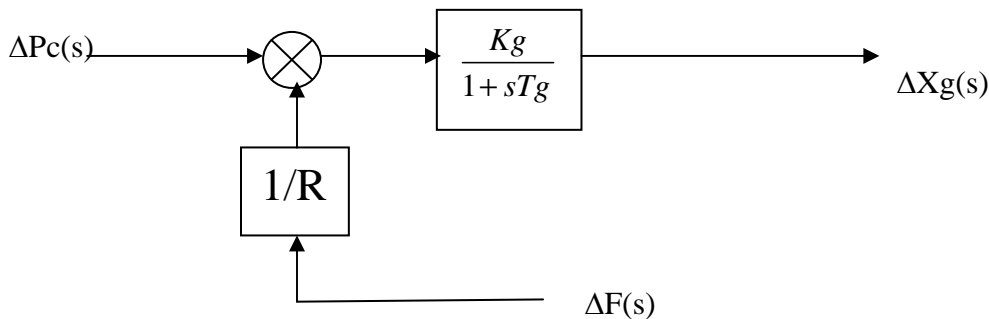 ΔPc(s)
Kg
1 + sTg
ΔXg(s)
1/R
ΔF(s)